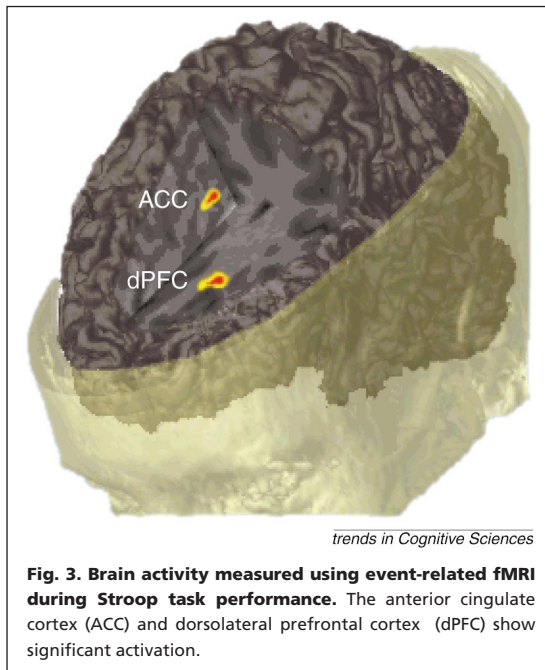 ACC
dPFC
trends in Cognitive Sciences
Fig. 3. Brain activity measured using event-related fMRI
during Stroop task performance. The anterior cingulate
cortex (ACC) and dorsolateral prefrontal cortex (dPFC) show
significant activation.